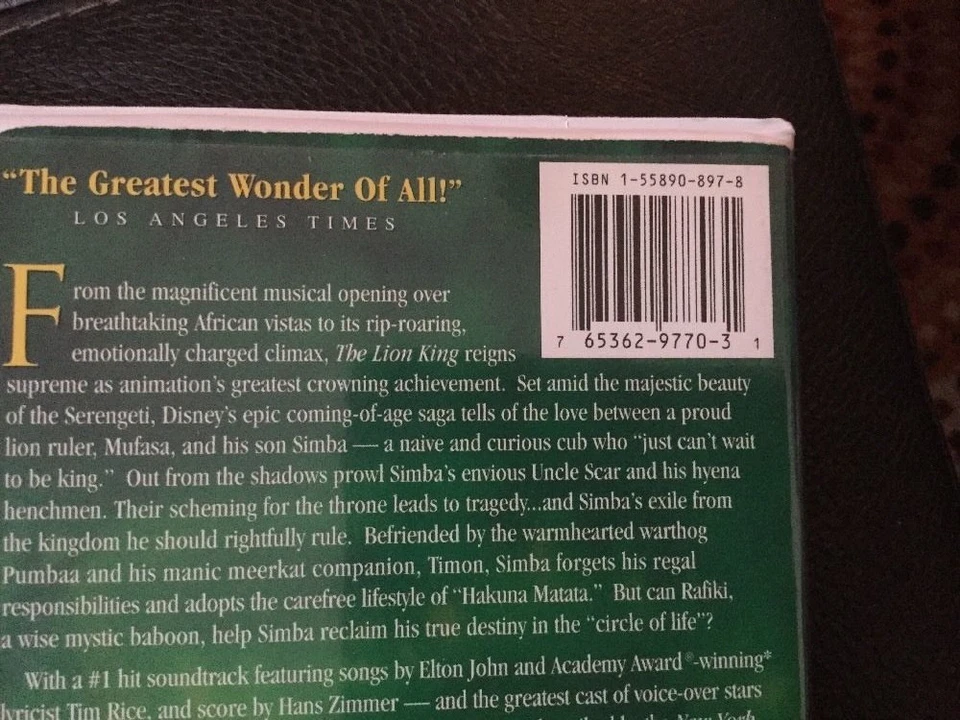 “The Greatest Wonder Of All!”
LOS ANGELES TIMES
ISBN 1-55890-897-8
7 65362-9770-3 1
From the magnificent musical opening over
breathtaking African vistas to its rip-roaring,
emotionally charged climax, The Lion King reigns
supreme as animation’s greatest crowning achievement. Set amid the majestic beauty
of the Serengeti, Disney’s epic coming-of-age saga tells of the love between a proud
lion ruler, Mufasa, and his son Simba — a naive and curious cub who “just can’t wait
to be king.” Out from the shadows prowl Simba’s envious Uncle Scar and his hyena
henchmen. Their scheming for the throne leads to tragedy...and Simba’s exile from
the kingdom he should rightfully rule. Befriended by the warmhearted warthog
Pumbaa and his manic meerkat companion, Timon, Simba forgets his regal
responsibilities and adopts the carefree lifestyle of “Hakuna Matata.” But can Rafiki,
a wise mystic baboon, help Simba reclaim his true destiny in the “circle of life”?
With a #1 hit soundtrack featuring songs by Elton John and Academy Award®-winning*
lyricist Tim Rice, and score by Hans Zimmer — and the greatest cast of voice-over stars
by the New York